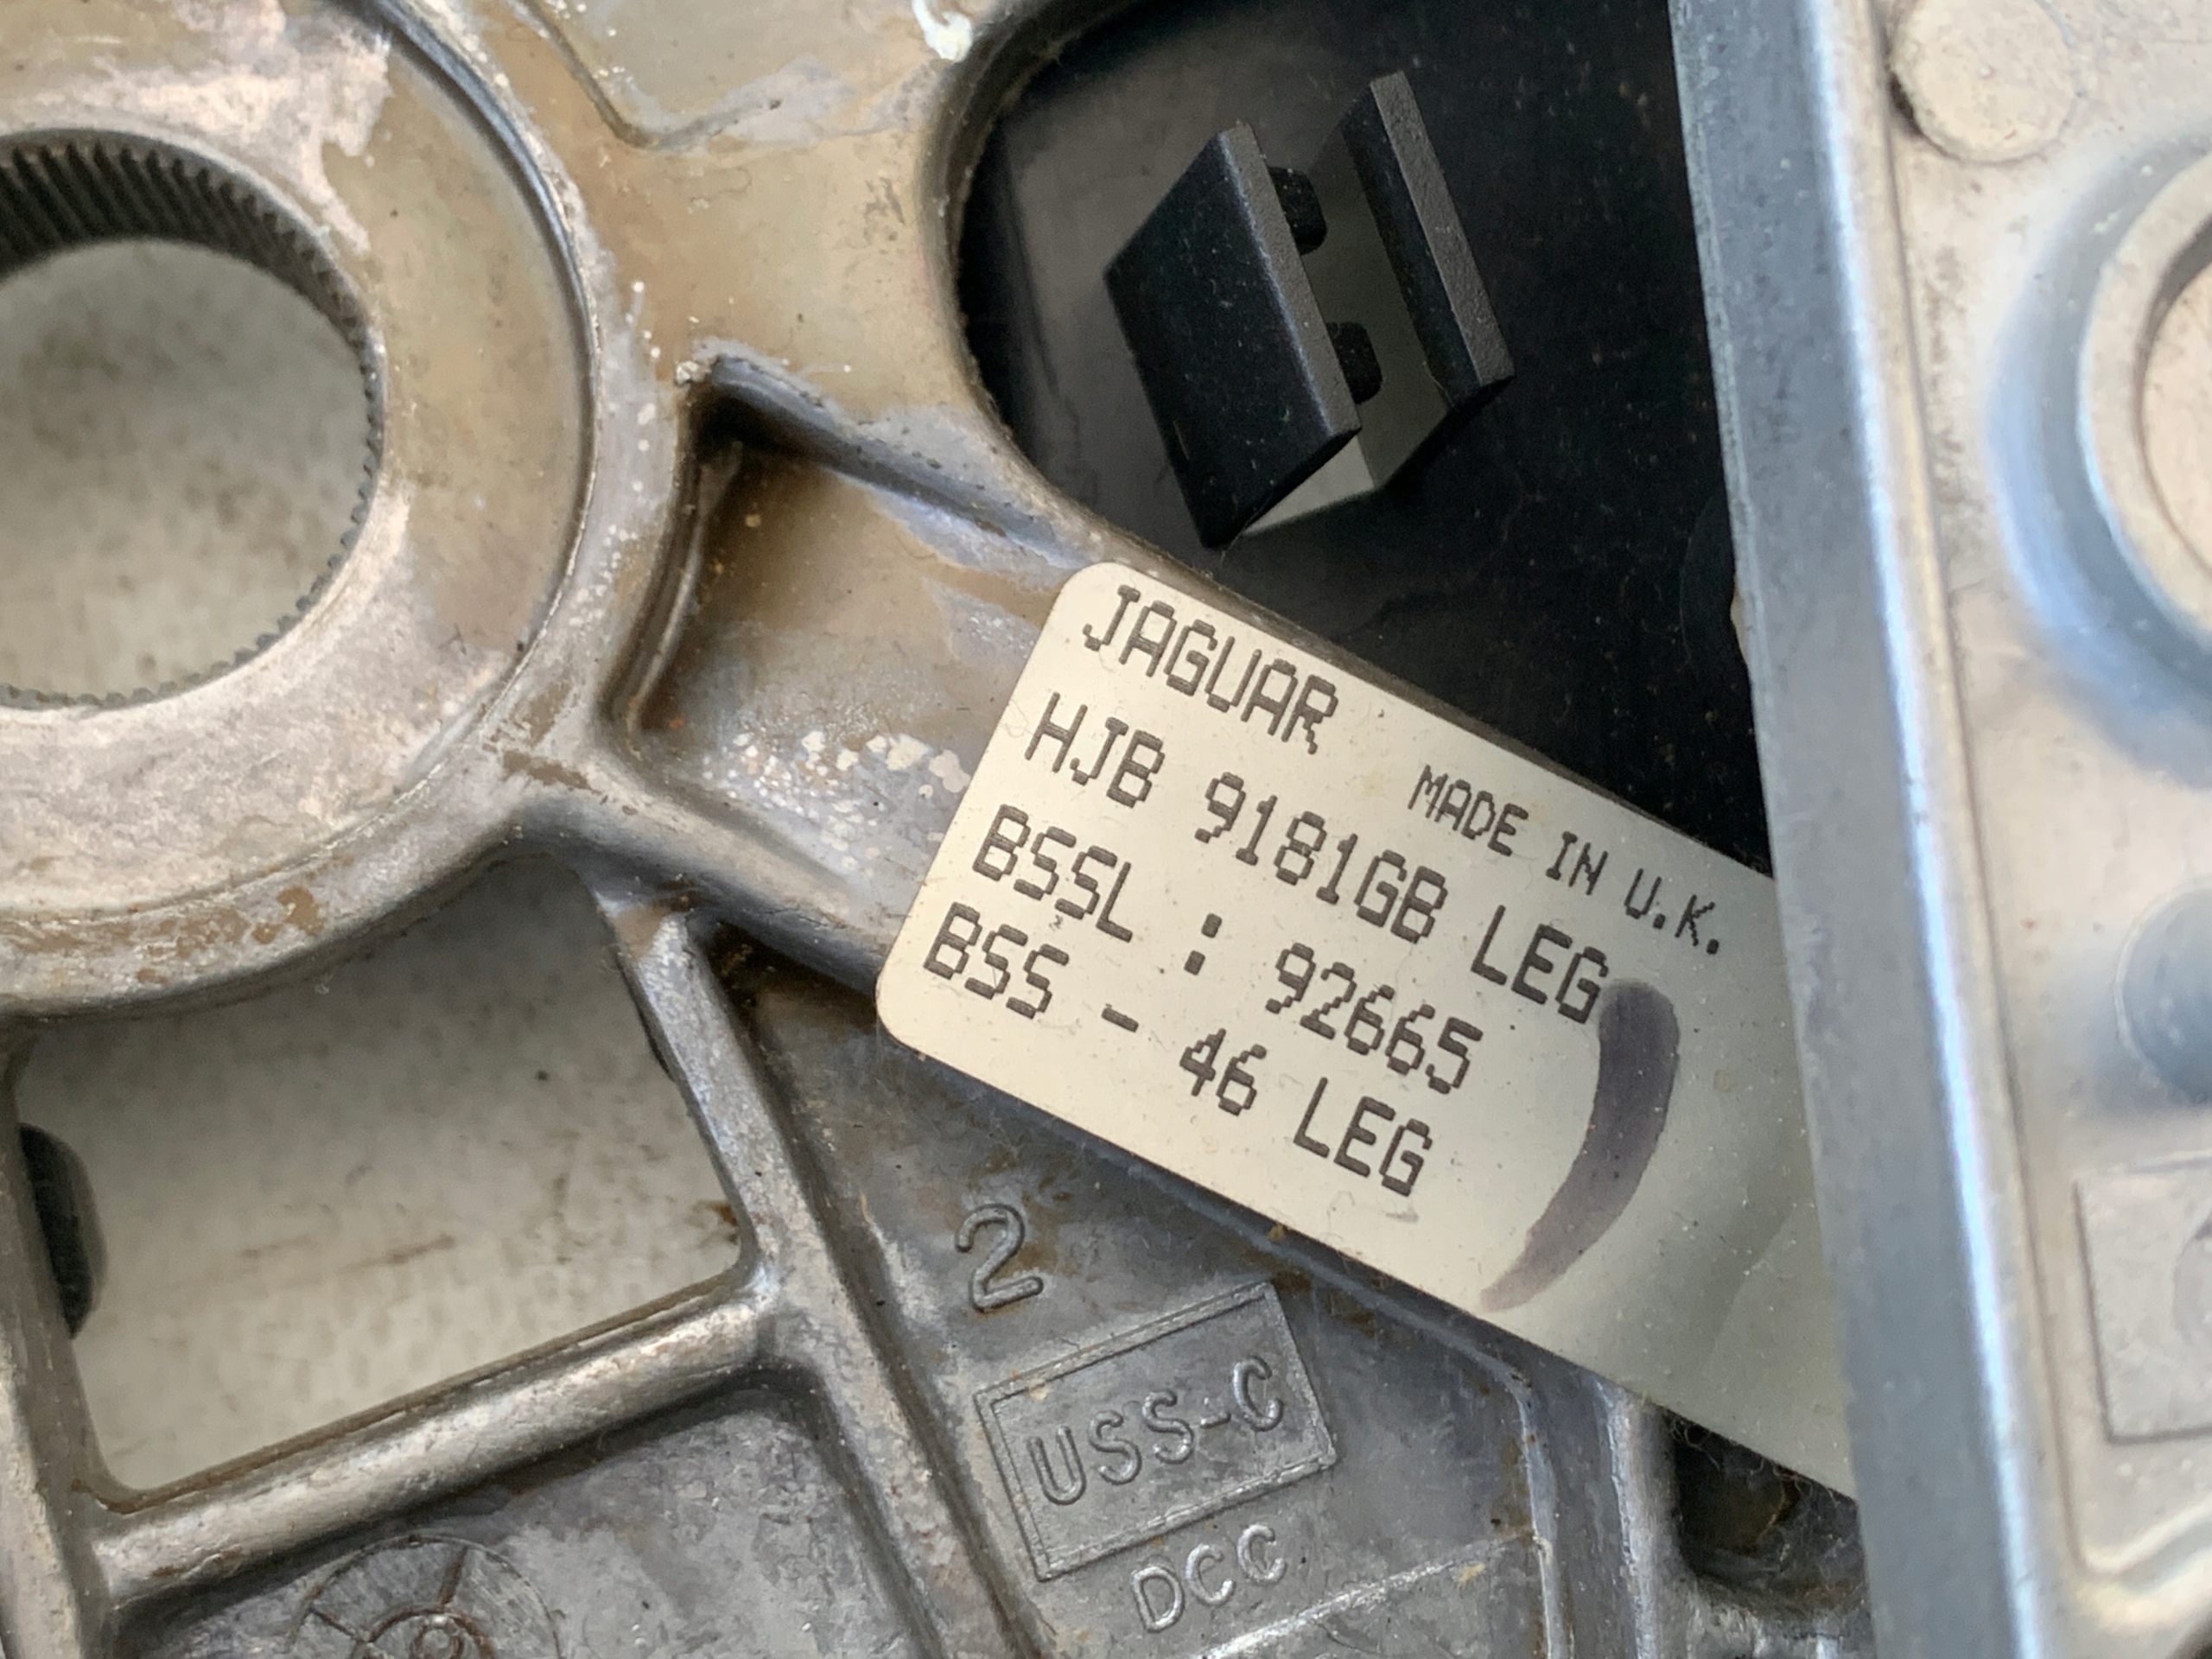 JAGUAR
MADE IN U.K.
HJB 9181GB LEG
BSSL : 92665
BSS - 46 LEG
2
USS-C
DCC